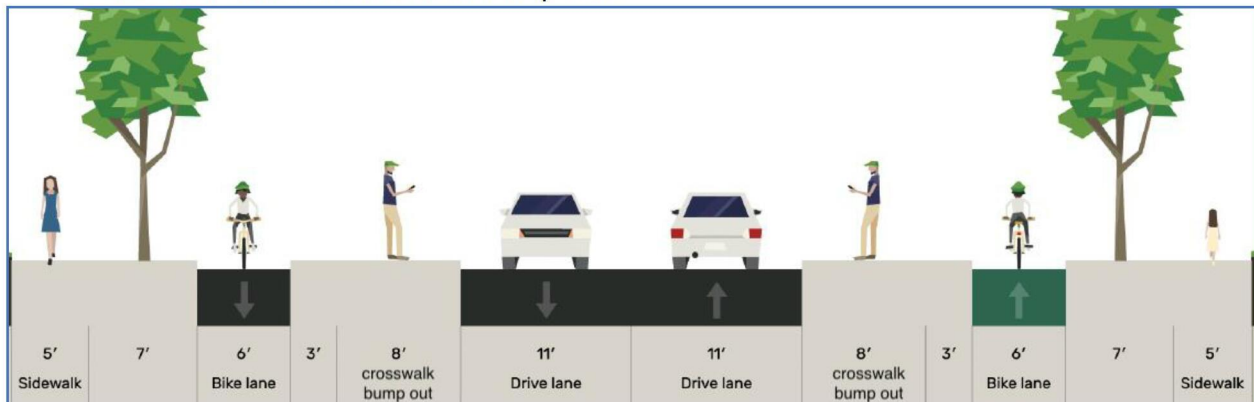 5’
Sidewalk
7’
6’
Bike lane
3’
8’
crosswalk
bump out
11’
Drive lane
11’
Drive lane
8’
crosswalk
bump out
3’
6’
Bike lane
7’
5’
Sidewalk